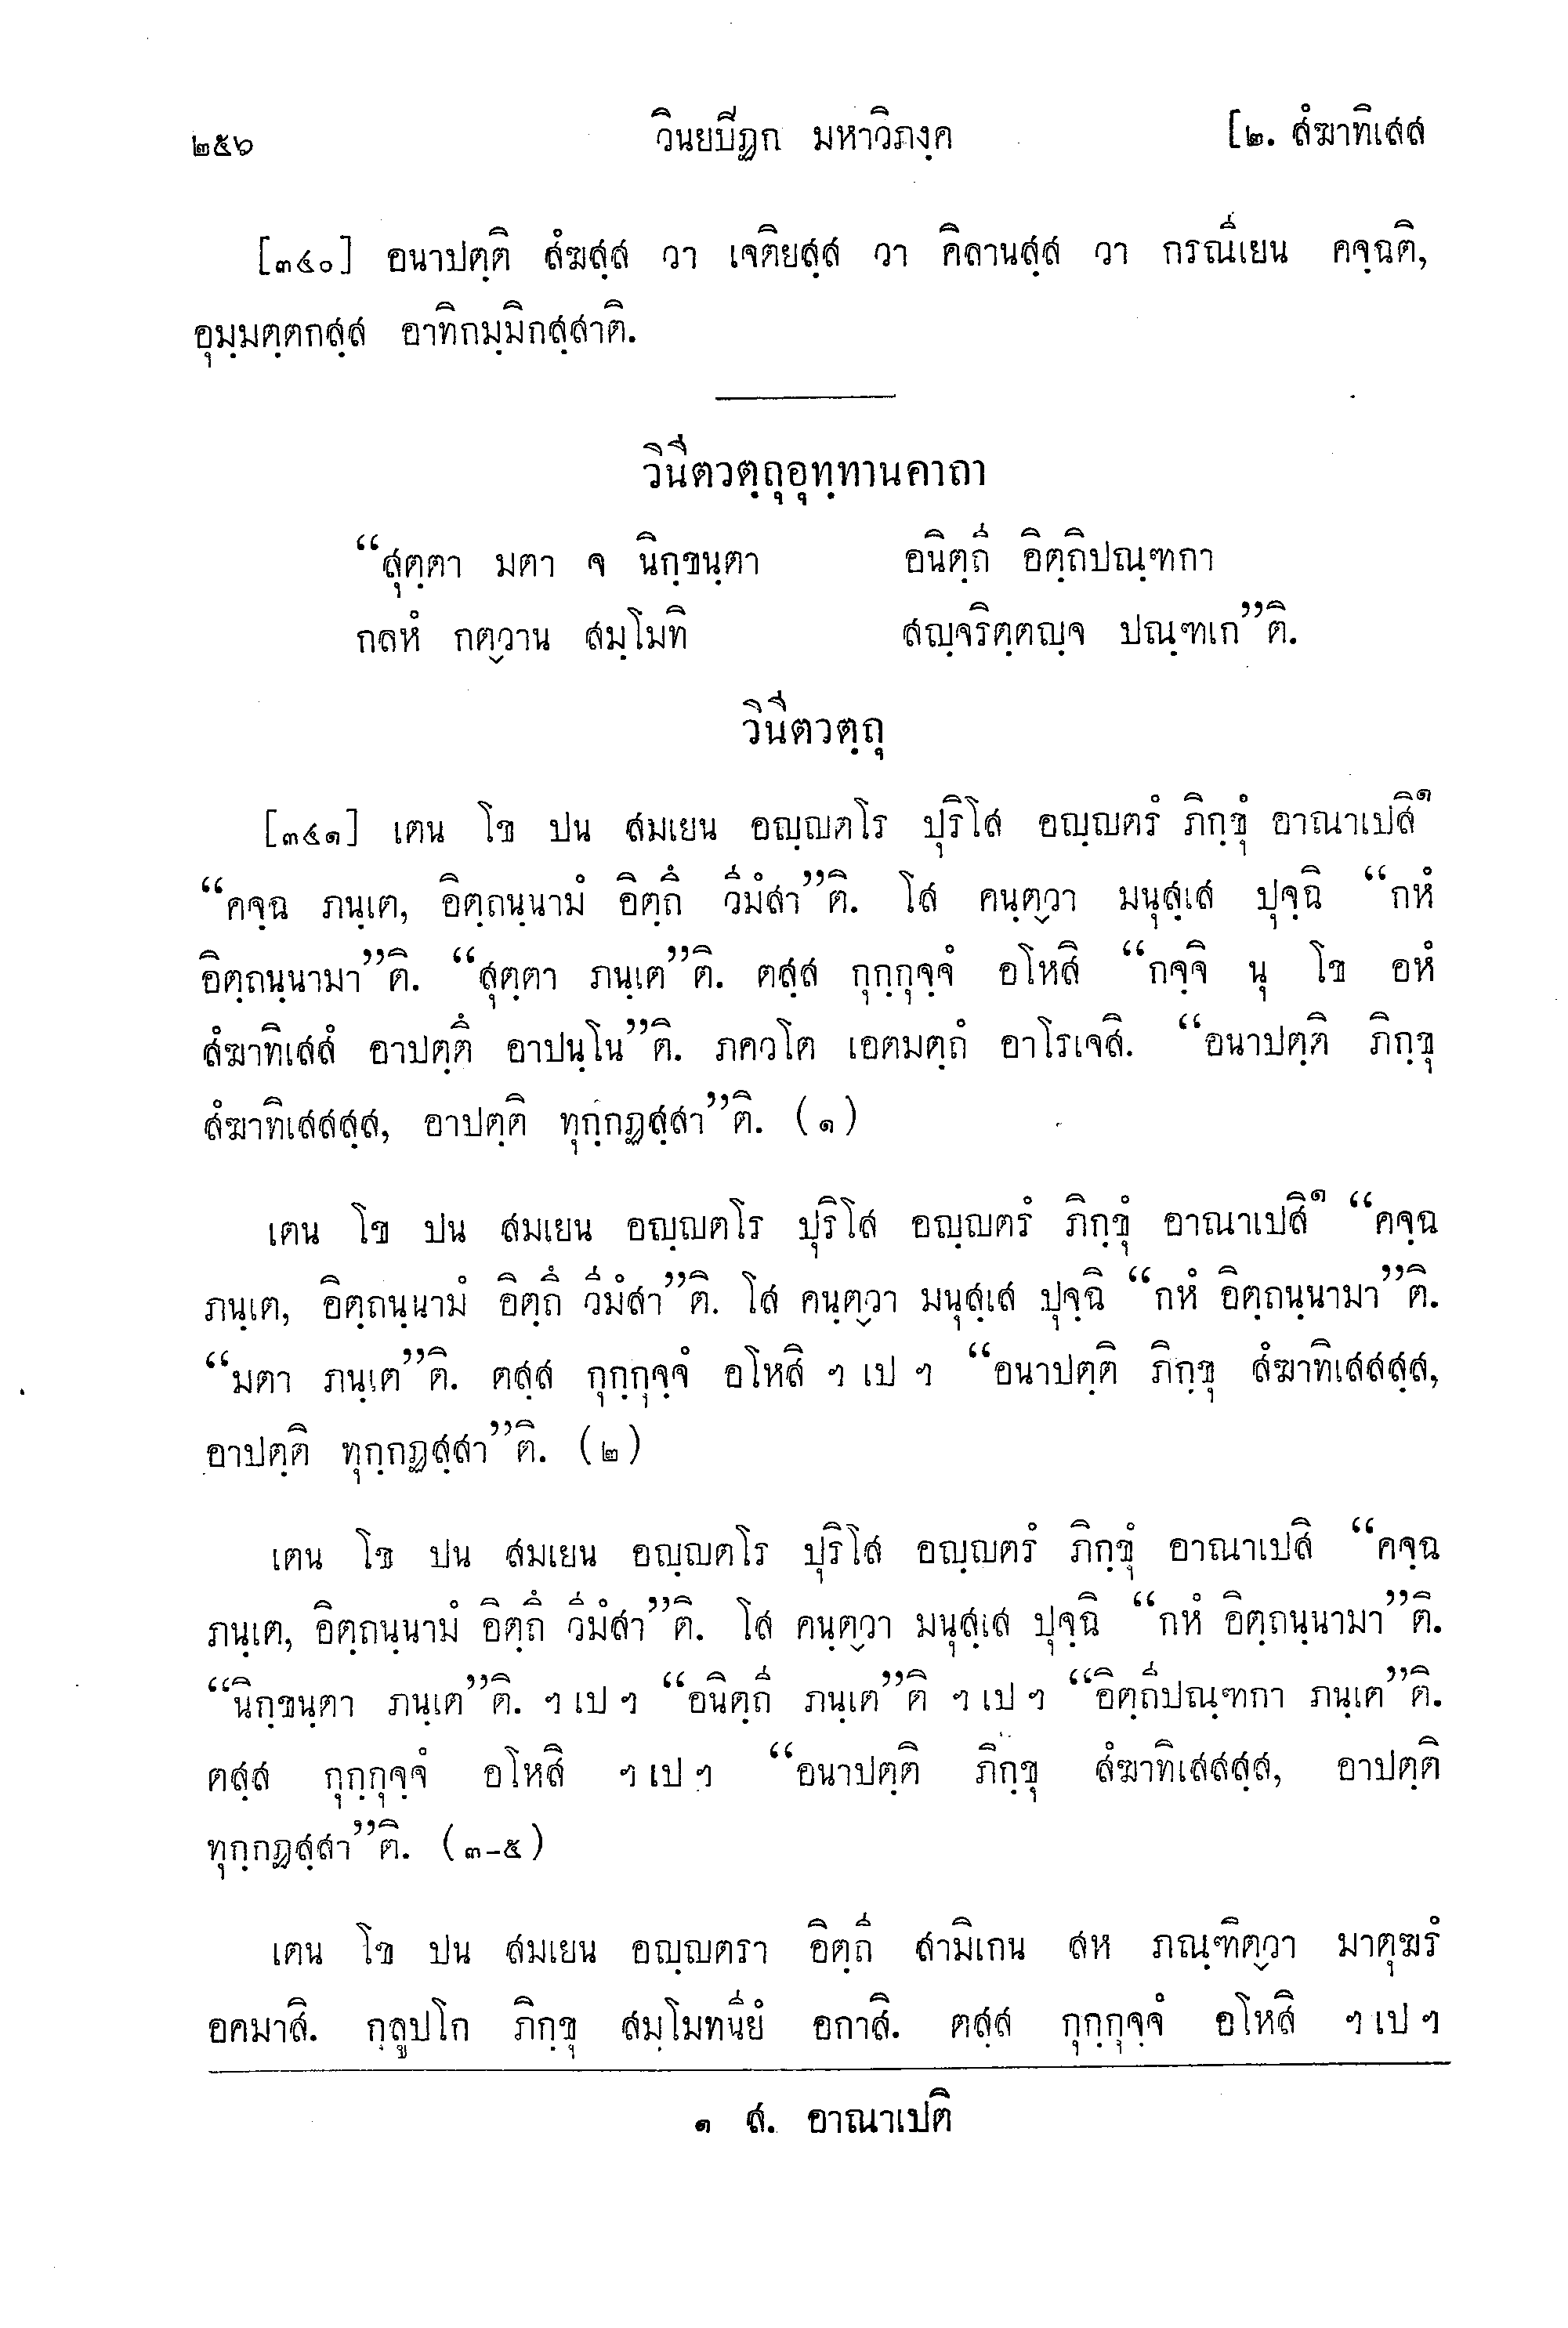 ๒๕๖ วินยปิฏก มหาวิภงฺค [๒. สํฆาทิเสส
[๓๔๐] อนาปตฺติ สํฆสฺส วา เจติยสฺส วา คิลานสฺส วา กรณีเยน คจฺฉติ,
อุมฺมตฺตกสฺส อาทิกมฺมิกสฺสาติ.
วินีตวตฺถุอุทฺทานคาถา
“สุตฺตา มตา จ นิกฺขนฺตา อนิตฺถี อิตฺถิปณฺฑกา
กลหํ กตฺวาน สมฺโมทิ สญฺจริตฺตญฺจ ปณฺฑเก”ติ.
วินีตวตฺถุ
[๓๔๑] เตน โข ปน สมเยน อญฺญตโร ปุริโส อญฺญตรํ ภิกฺขุํ อาณาเปสิ๑
“คจฺฉ ภนฺเต, อิตฺถนฺนามํ อิตฺถึ วีมํสา”ติ. โส คนฺตฺวา มนุสฺเส ปุจฺฉิ “กหํ
อิตฺถนฺนามา”ติ. “สุตฺตา ภนฺเต”ติ. ตสฺส กุกฺกุจฺจํ อโหสิ “กจฺจิ นุ โข อหํ
สํฆาทิเสสํ อาปตฺตึ อาปนฺโน”ติ. ภควโต เอตมตฺถํ อาโรเจสิ. “อนาปตฺติ ภิกฺขุ
สํฆาทิเสสสฺส, อาปตฺติ ทุกฺกฏสฺสา”ติ. (๑)
เตน โข ปน สมเยน อญฺญตโร ปุริโส อญฺญตรํ ภิกฺขุํ อาณาเปสิ๑ “คจฺฉ
ภนฺเต, อิตฺถนฺนามํ อิตฺถึ วีมํสา”ติ. โส คนฺตฺวา มนุสฺเส ปุจฺฉิ “กหํ อิตฺถนฺนามา”ติ.
“มตา ภนฺเต”ติ. ตสฺส กุกฺกุจฺจํ อโหสิ ฯ เป ฯ “อนาปตฺติ ภิกฺขุ สํฆาทิเสสสฺส,
อาปตฺติ ทุกฺกฏสฺสา”ติ. (๒)
เตน โข ปน สมเยน อญฺญตโร ปุริโส อญฺญตรํ ภิกฺขุํ อาณาเปสิ “คจฺฉ
ภนฺเต, อิตฺถนฺนามํ อิตฺถึ วีมํสา”ติ. โส คนฺตฺวา มนุสฺเส ปุจฺฉิ “กหํ อิตฺถนฺนามา”ติ.
“นิกฺขนฺตา ภนฺเต”ติ. ฯ เป ฯ “อนิตฺถี ภนฺเต”ติ ฯ เป ฯ “อิตฺถีปณฺฑกา ภนฺเต”ติ.
ตสฺส กุกฺกุจฺจํ อโหสิ ฯ เป ฯ “อนาปตฺติ ภิกฺขุ สํฆาทิเสสสฺส, อาปตฺติ
ทุกฺกฏสฺสา”ติ. (๓-๕)
เตน โข ปน สมเยน อญฺญตรา อิตฺถี สามิเกน สห ภณฺฑิตฺวา มาตุฆรํ
อคมาสิ. กุลูปโก ภิกฺขุ สมฺโมทนียํ อกาสิ. ตสฺส กุกฺกุจฺจํ อโหสิ ฯ เป ฯ
๑ ส. อาณาเปติ